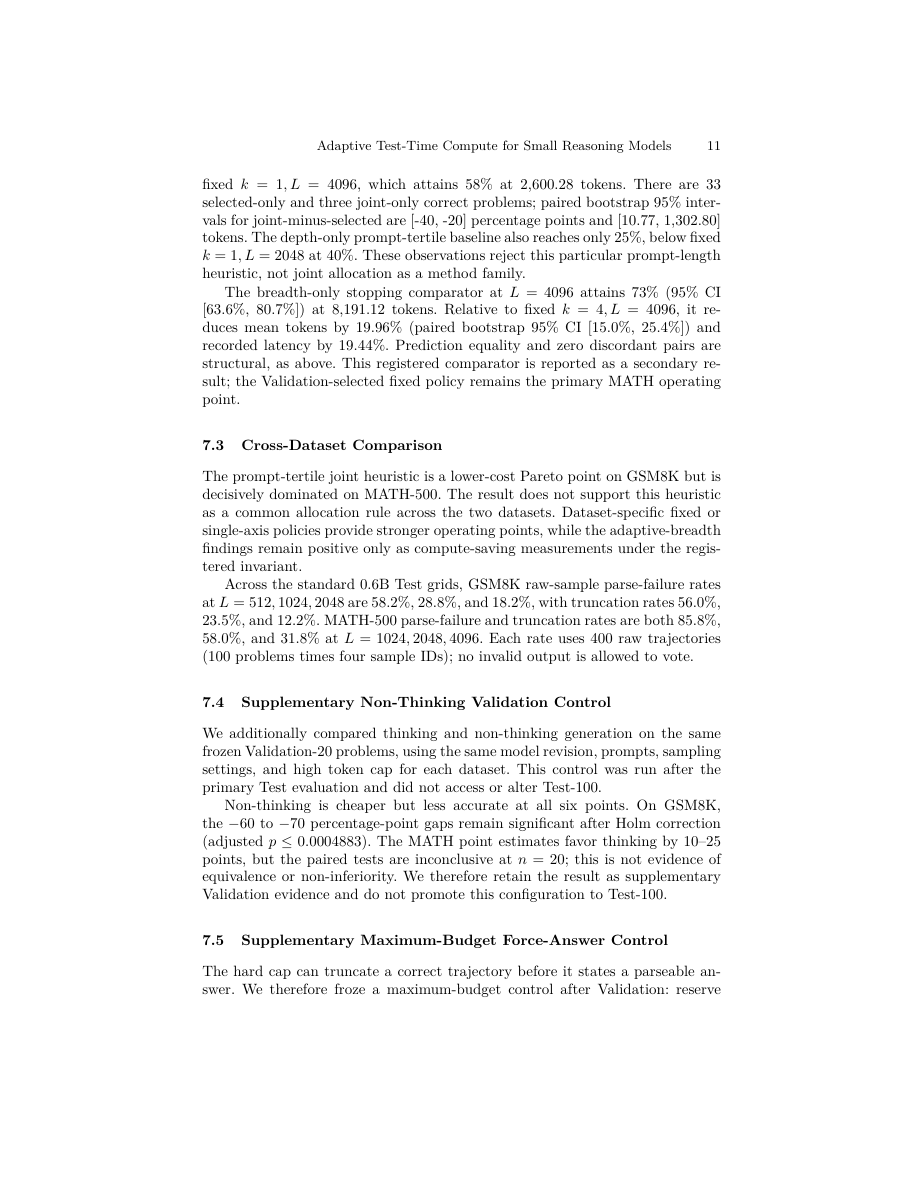 Adaptive Test-Time Compute for Small Reasoning Models 11
fixed k = 1, L = 4096, which attains 58% at 2,600.28 tokens. There are 33
selected-only and three joint-only correct problems; paired bootstrap 95% inter-
vals for joint-minus-selected are [-40, -20] percentage points and [10.77, 1,302.80]
tokens. The depth-only prompt-tertile baseline also reaches only 25%, below fixed
k = 1, L = 2048 at 40%. These observations reject this particular prompt-length
heuristic, not joint allocation as a method family.
The breadth-only stopping comparator at L = 4096 attains 73% (95% CI
[63.6%, 80.7%]) at 8,191.12 tokens. Relative to fixed k = 4, L = 4096, it re-
duces mean tokens by 19.96% (paired bootstrap 95% CI [15.0%, 25.4%]) and
recorded latency by 19.44%. Prediction equality and zero discordant pairs are
structural, as above. This registered comparator is reported as a secondary re-
sult; the Validation-selected fixed policy remains the primary MATH operating
point.
7.3 Cross-Dataset Comparison
The prompt-tertile joint heuristic is a lower-cost Pareto point on GSM8K but is
decisively dominated on MATH-500. The result does not support this heuristic
as a common allocation rule across the two datasets. Dataset-specific fixed or
single-axis policies provide stronger operating points, while the adaptive-breadth
findings remain positive only as compute-saving measurements under the regis-
tered invariant.
Across the standard 0.6B Test grids, GSM8K raw-sample parse-failure rates
at L = 512, 1024, 2048 are 58.2%, 28.8%, and 18.2%, with truncation rates 56.0%,
23.5%, and 12.2%. MATH-500 parse-failure and truncation rates are both 85.8%,
58.0%, and 31.8% at L = 1024, 2048, 4096. Each rate uses 400 raw trajectories
(100 problems times four sample IDs); no invalid output is allowed to vote.
7.4 Supplementary Non-Thinking Validation Control
We additionally compared thinking and non-thinking generation on the same
frozen Validation-20 problems, using the same model revision, prompts, sampling
settings, and high token cap for each dataset. This control was run after the
primary Test evaluation and did not access or alter Test-100.
Non-thinking is cheaper but less accurate at all six points. On GSM8K,
the −60 to −70 percentage-point gaps remain significant after Holm correction
(adjusted p ≤ 0.0004883). The MATH point estimates favor thinking by 10–25
points, but the paired tests are inconclusive at n = 20; this is not evidence of
equivalence or non-inferiority. We therefore retain the result as supplementary
Validation evidence and do not promote this configuration to Test-100.
7.5 Supplementary Maximum-Budget Force-Answer Control
The hard cap can truncate a correct trajectory before it states a parseable an-
swer. We therefore froze a maximum-budget control after Validation: reserve